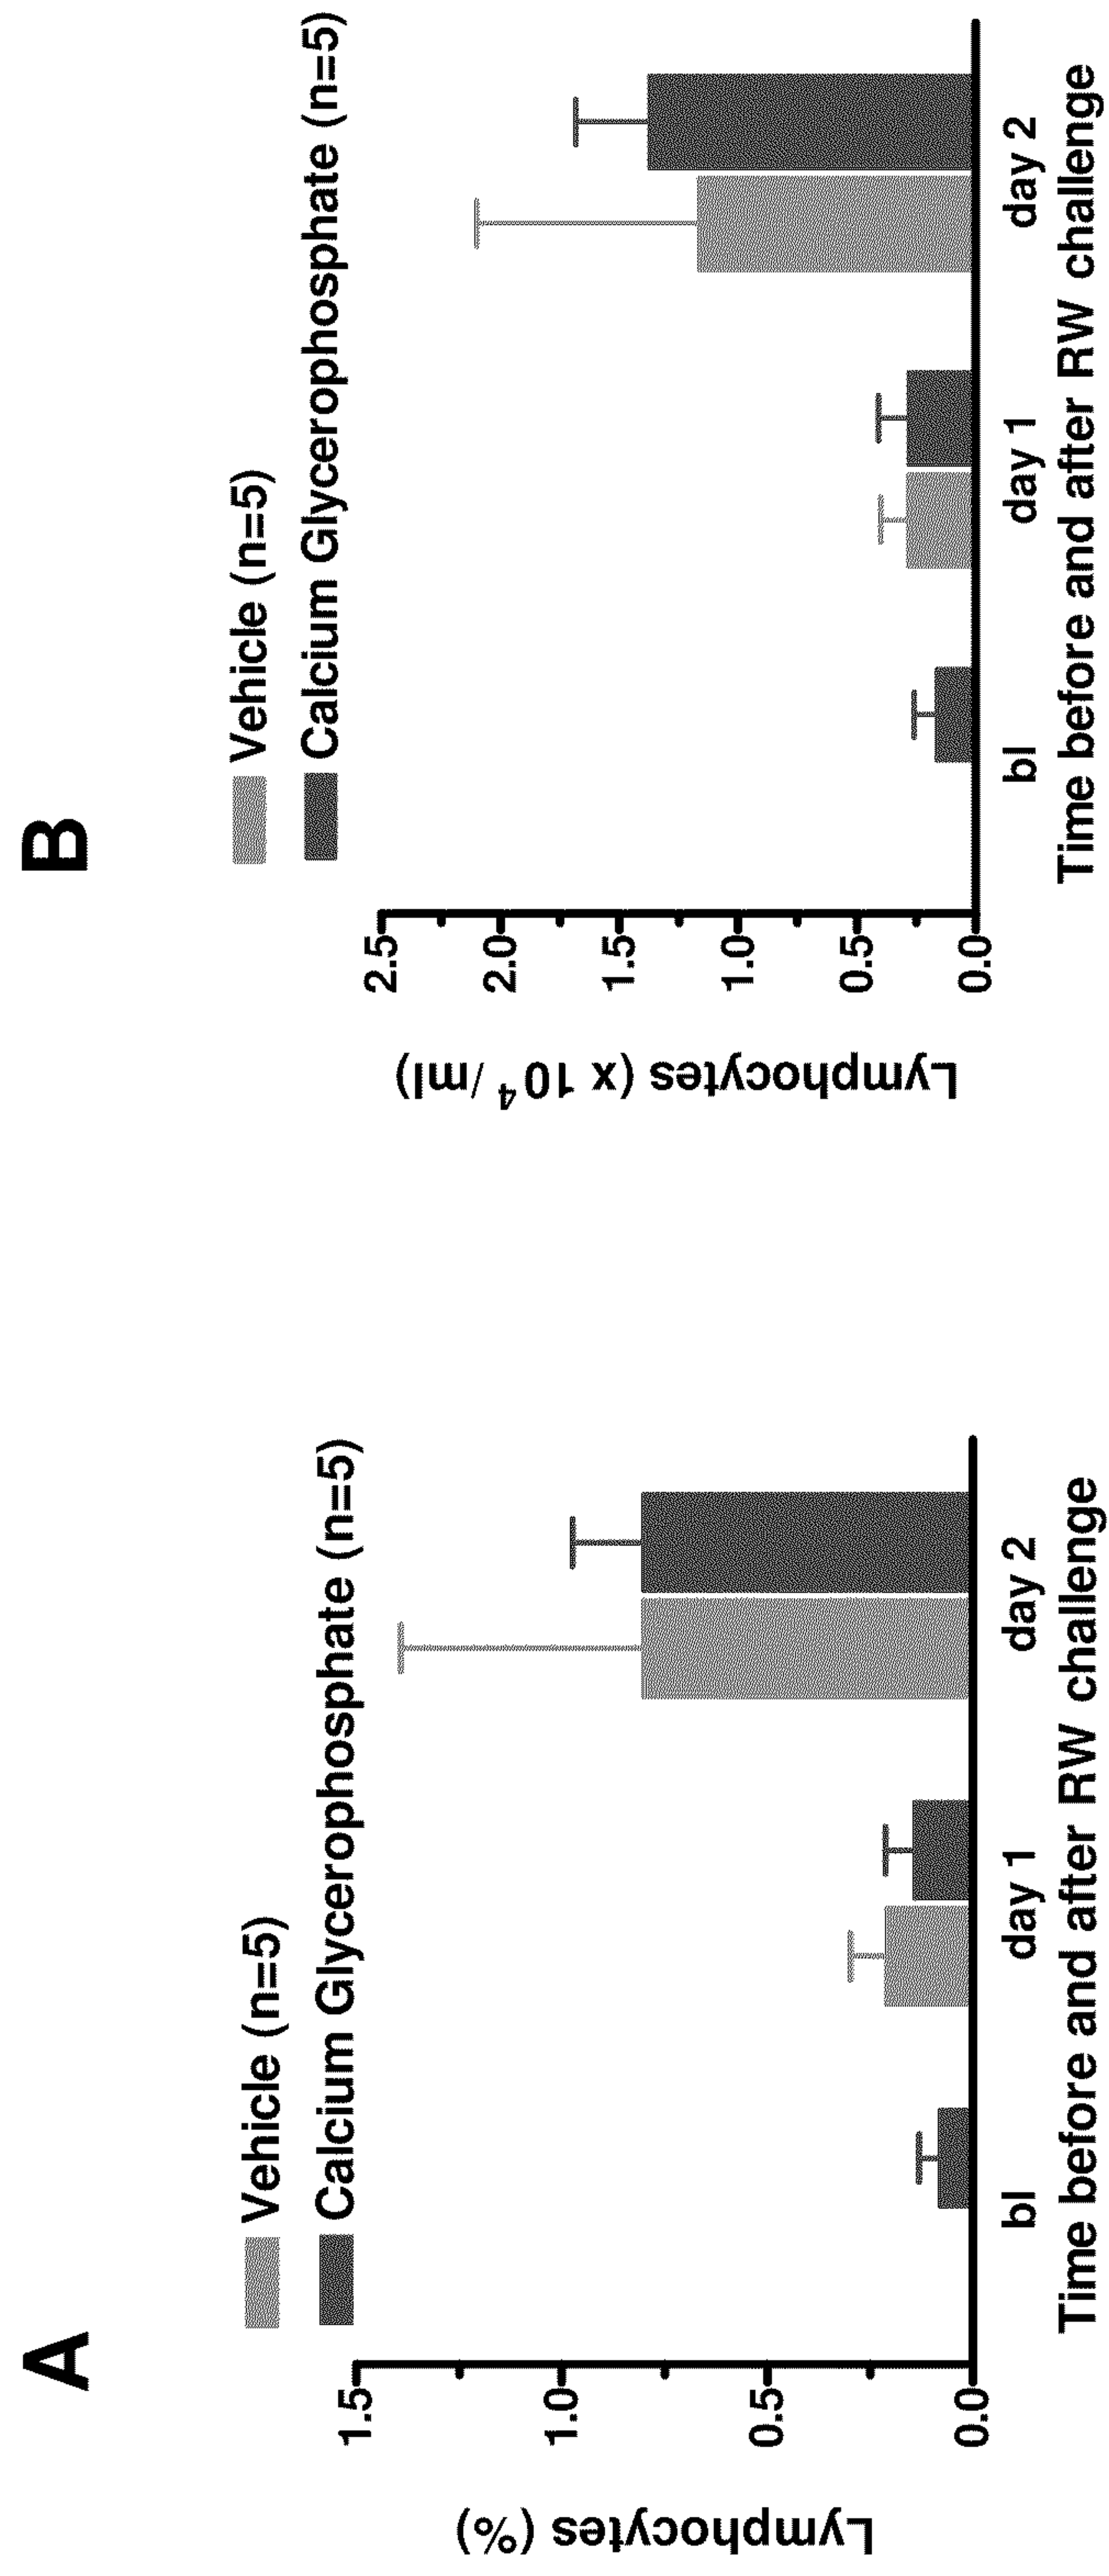 A
Vehicle (n=5)
Calcium Glycerophosphate (n=5)
Lymphocytes (%)
1.5
1.0
0.5
0.0
bl
day 1
day 2
Time before and after RW challenge
B
Vehicle (n=5)
Calcium Glycerophosphate (n=5)
Lymphocytes (x 10⁴/ml)
2.5
2.0
1.5
1.0
0.5
0.0
bl
day 1
day 2
Time before and after RW challenge